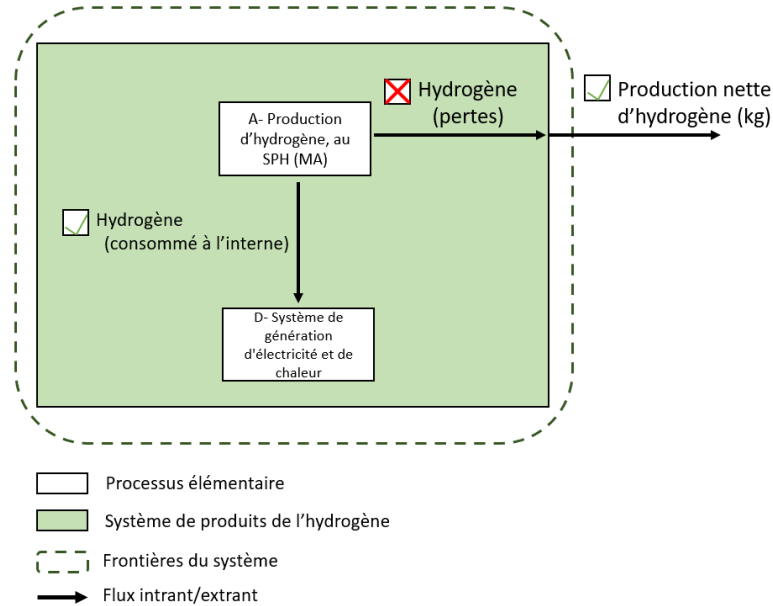 Hydrogène
(pertes)
Production nette
d’hydrogène (kg)
A- Production
d’hydrogène, au
SPH (MA)
Hydrogène
(consommé à l’interne)
D- Système de
génération
d'électricité et de
chaleur
Processus élémentaire
Système de produits de l’hydrogène
Frontières du système
Flux intrant/extrant